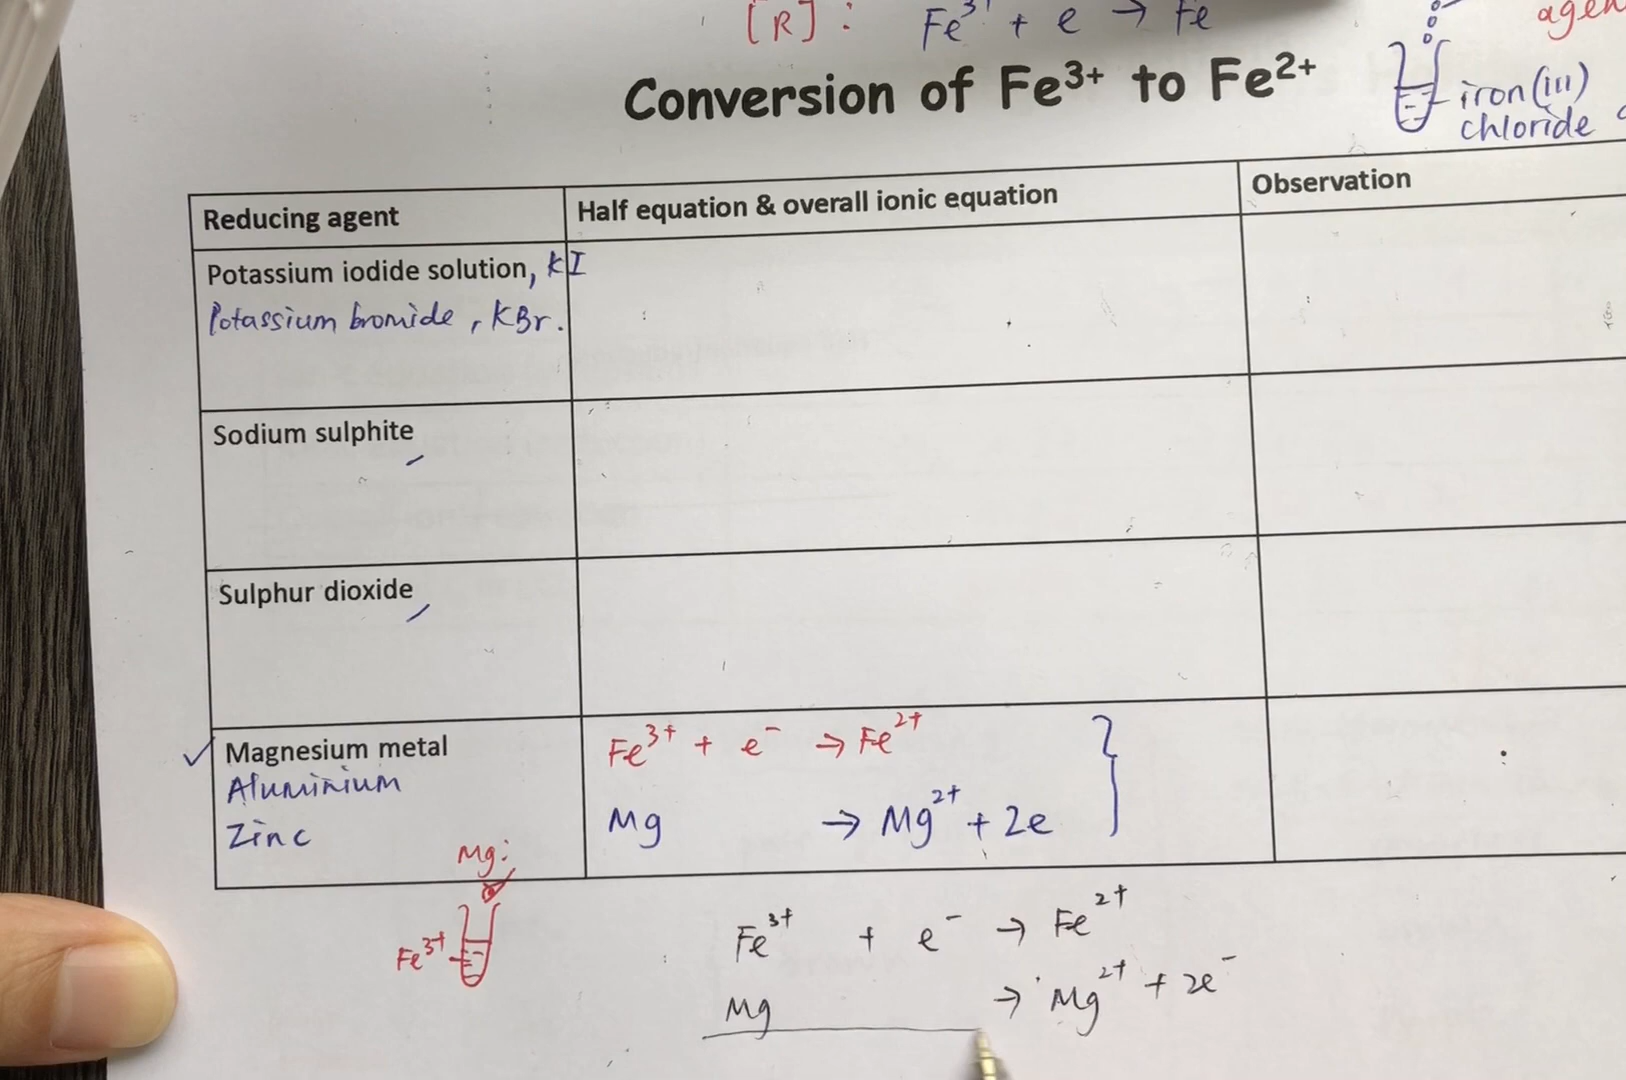 [R] : Fe³⁺ + e → Fe
agen
Conversion of Fe³⁺ to Fe²⁺
iron(iii)
chloride
Reducing agent
Half equation & overall ionic equation
Observation
Potassium iodide solution, KI
Potassium bromide, KBr.
Sodium sulphite
Sulphur dioxide
✓ Magnesium metal
Aluminium
Zinc
Fe³⁺ + e⁻ → Fe²⁺
Mg → Mg²⁺ + 2e
Mg:
Fe³⁺
Fe³⁺ + e⁻ → Fe²⁺
Mg → Mg²⁺ + 2e⁻